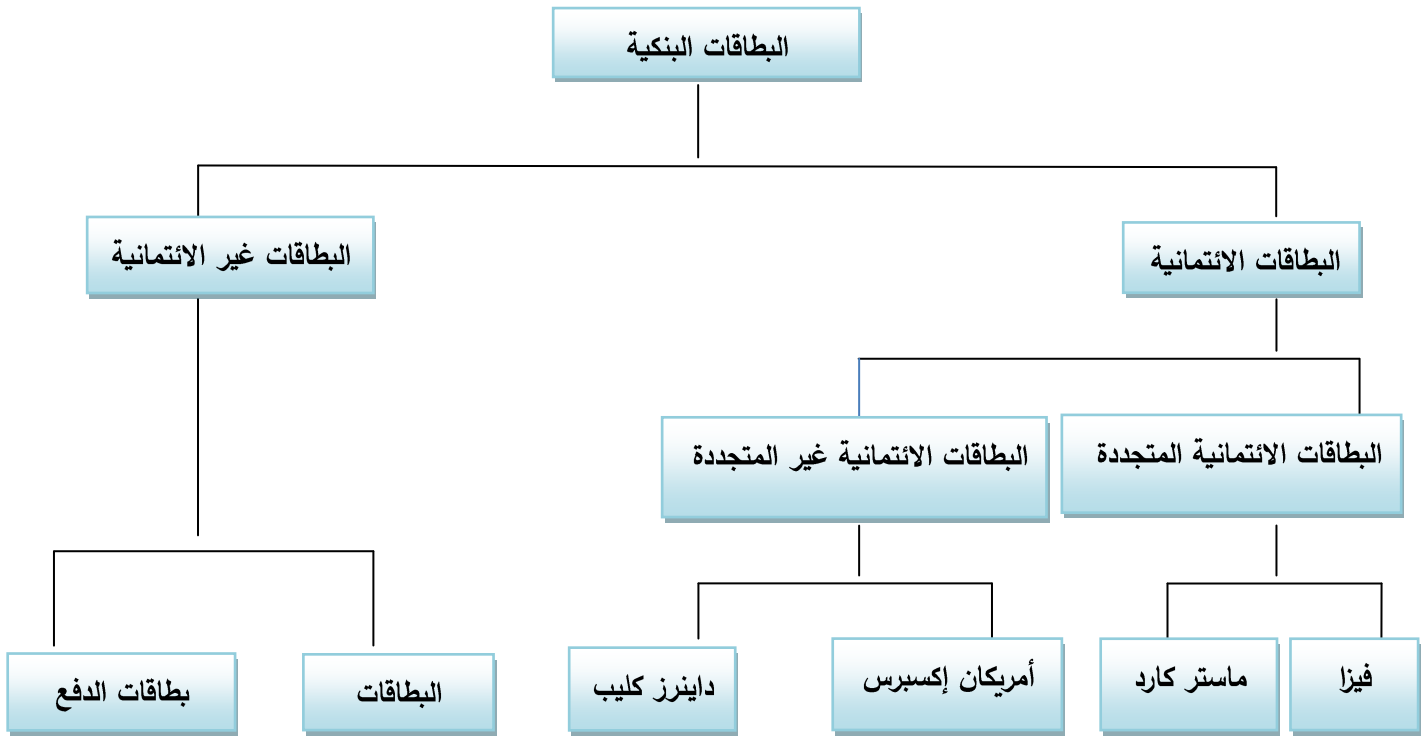 البطاقات البنكية
البطاقات الائتمانية
البطاقات غير الائتمانية
البطاقات الائتمانية المتجددة
البطاقات الائتمانية غير المتجددة
فيزا
ماستر كارد
أمريكان إكسبرس
داينرز كليب
البطاقات
بطاقات الدفع